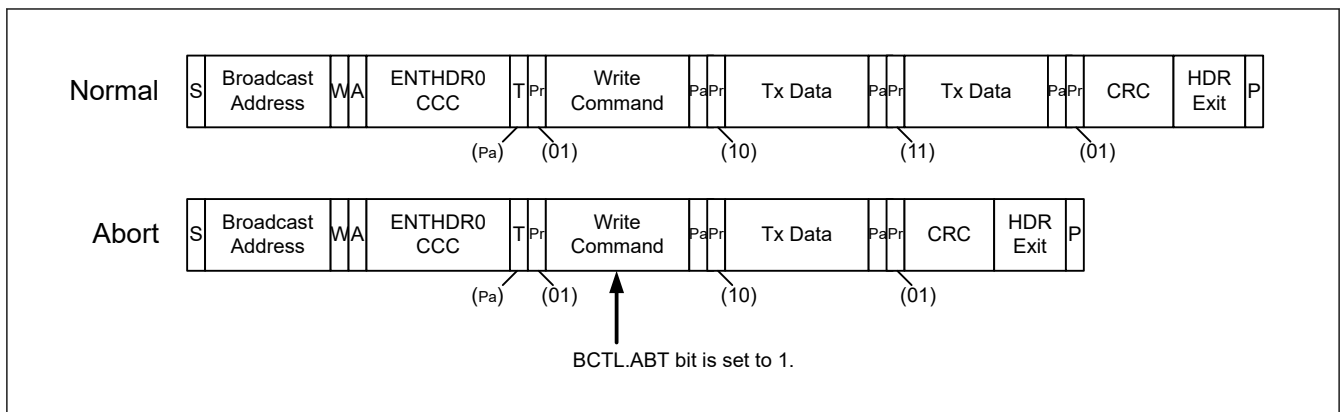 Normal S Broadcast Address W A ENTHDR0 CCC T Pr Write Command Pa Pr Tx Data Pa Pr Tx Data Pa Pr CRC HDR Exit P
(Pa) (01) (10) (11) (01)
Abort S Broadcast Address W A ENTHDR0 CCC T Pr Write Command Pa Pr Tx Data Pa Pr CRC HDR Exit P
(Pa) (01) (10) (01)
BCTL.ABT bit is set to 1.